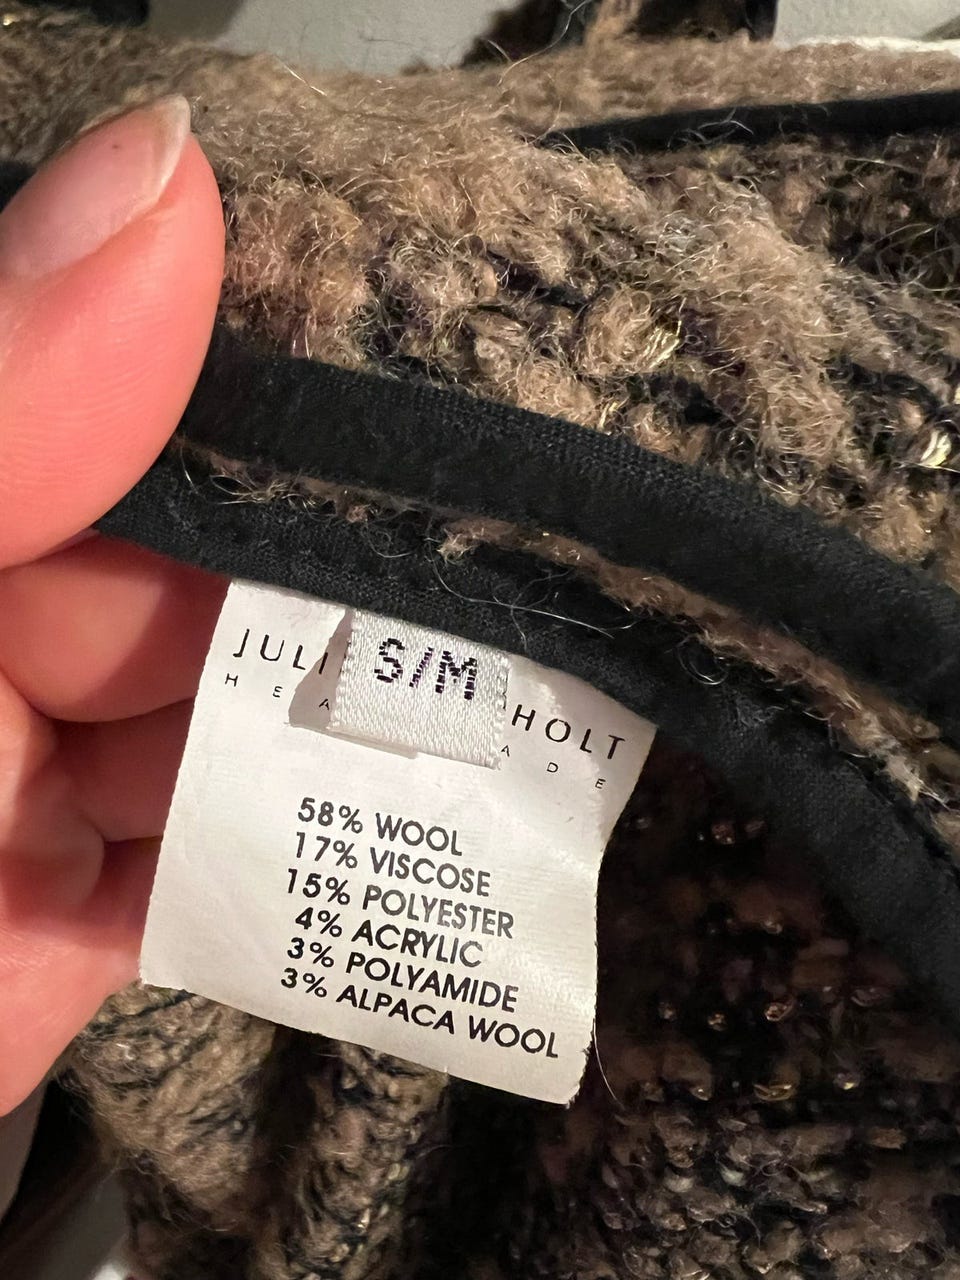 S/M
JULI HOLT
HEA ADE
58% WOOL
17% VISCOSE
15% POLYESTER
4% ACRYLIC
3% POLYAMIDE
3% ALPACA WOOL